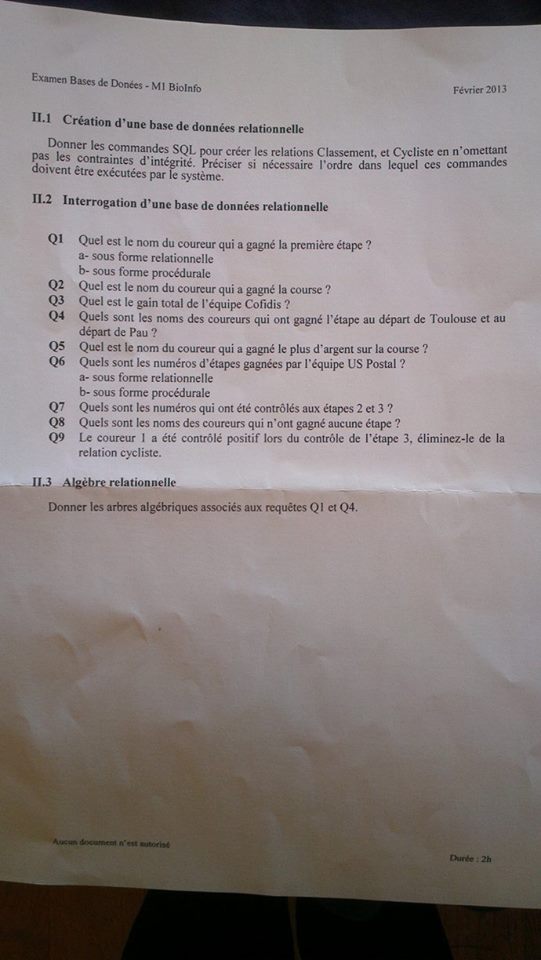 Examen Bases de Donées - M1 BioInfo
Février 2013
II.1 Création d'une base de données relationnelle
Donner les commandes SQL pour créer les relations Classement, et Cycliste en n'omettant
pas les contraintes d'intégrité. Préciser si nécessaire l'ordre dans lequel ces commandes
doivent être exécutées par le système.
II.2 Interrogation d'une base de données relationnelle
Q1 Quel est le nom du coureur qui a gagné la première étape ?
a- sous forme relationnelle
b- sous forme procédurale
Q2 Quel est le nom du coureur qui a gagné la course ?
Q3 Quel est le gain total de l'équipe Cofidis ?
Q4 Quels sont les noms des coureurs qui ont gagné l'étape au départ de Toulouse et au
départ de Pau ?
Q5 Quel est le nom du coureur qui a gagné le plus d'argent sur la course ?
Q6 Quels sont les numéros d'étapes gagnées par l'équipe US Postal ?
a- sous forme relationnelle
b- sous forme procédurale
Q7 Quels sont les numéros qui ont été contrôlés aux étapes 2 et 3 ?
Q8 Quels sont les noms des coureurs qui n'ont gagné aucune étape ?
Q9 Le coureur 1 a été contrôlé positif lors du contrôle de l'étape 3, éliminez-le de la
relation cycliste.
II.3 Algèbre relationnelle
Donner les arbres algébriques associés aux requêtes Q1 et Q4.
Aucun document n'est autorisé
Durée : 2h